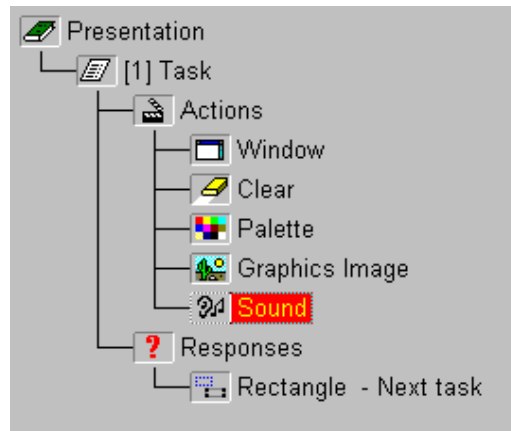 Presentation
[1] Task
Actions
Window
Clear
Palette
Graphics Image
Sound
Responses
Rectangle - Next task